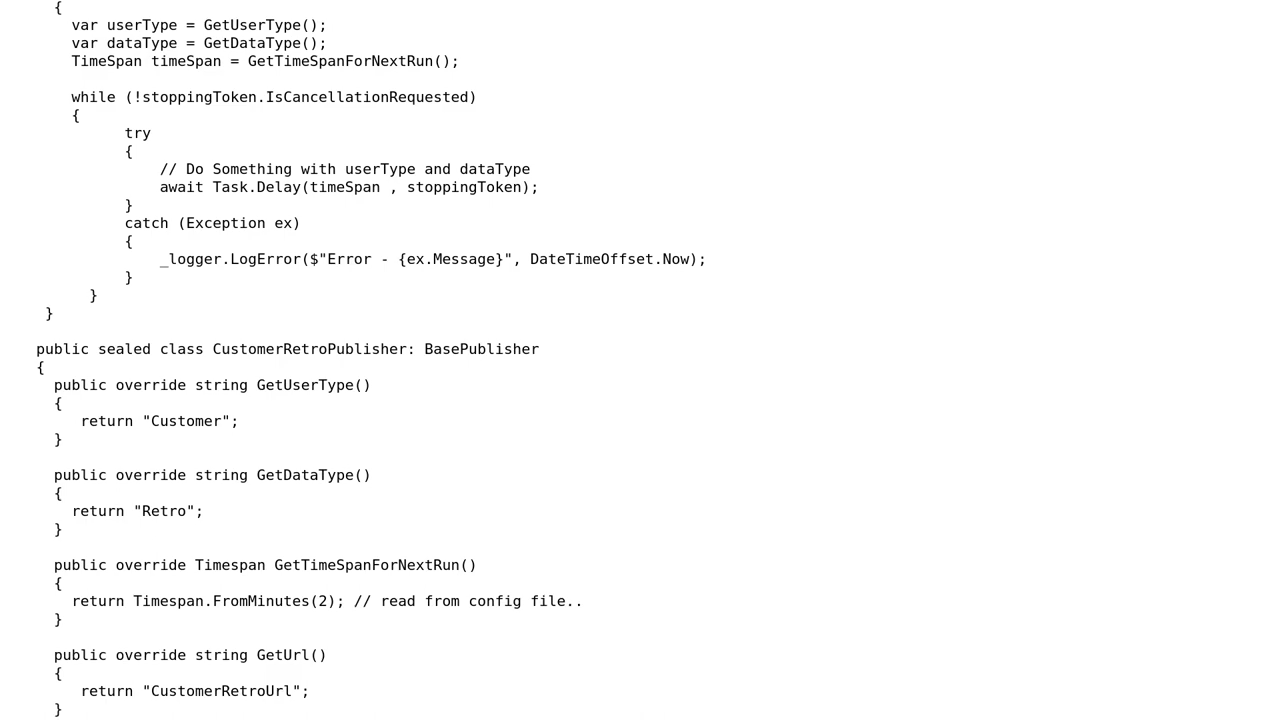 {
var userType = GetUserType();
var dataType = GetDataType();
TimeSpan timeSpan = GetTimeSpanForNextRun();
while (!stoppingToken.IsCancellationRequested)
{
try
{
// Do Something with userType and dataType
await Task.Delay(timeSpan , stoppingToken);
}
catch (Exception ex)
{
_logger.LogError($"Error - {ex.Message}", DateTimeOffset.Now);
}
}
}
public sealed class CustomerRetroPublisher: BasePublisher
{
public override string GetUserType()
{
return "Customer";
}
public override string GetDataType()
{
return "Retro";
}
public override Timespan GetTimeSpanForNextRun()
{
return Timespan.FromMinutes(2); // read from config file..
}
public override string GetUrl()
{
return "CustomerRetroUrl";
}